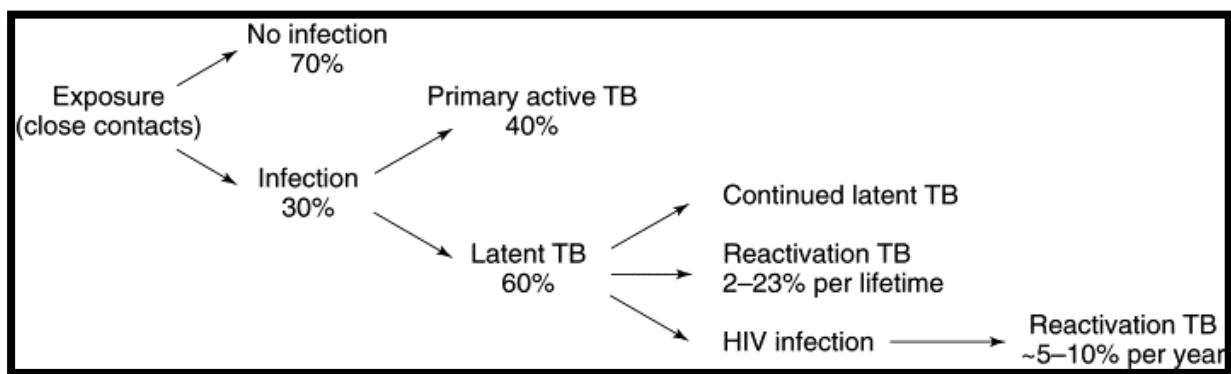 No infection
70%
Exposure
(close contacts)
Primary active TB
40%
Infection
30%
Latent TB
60%
Continued latent TB
Reactivation TB
2–23% per lifetime
HIV infection
Reactivation TB
~5–10% per year